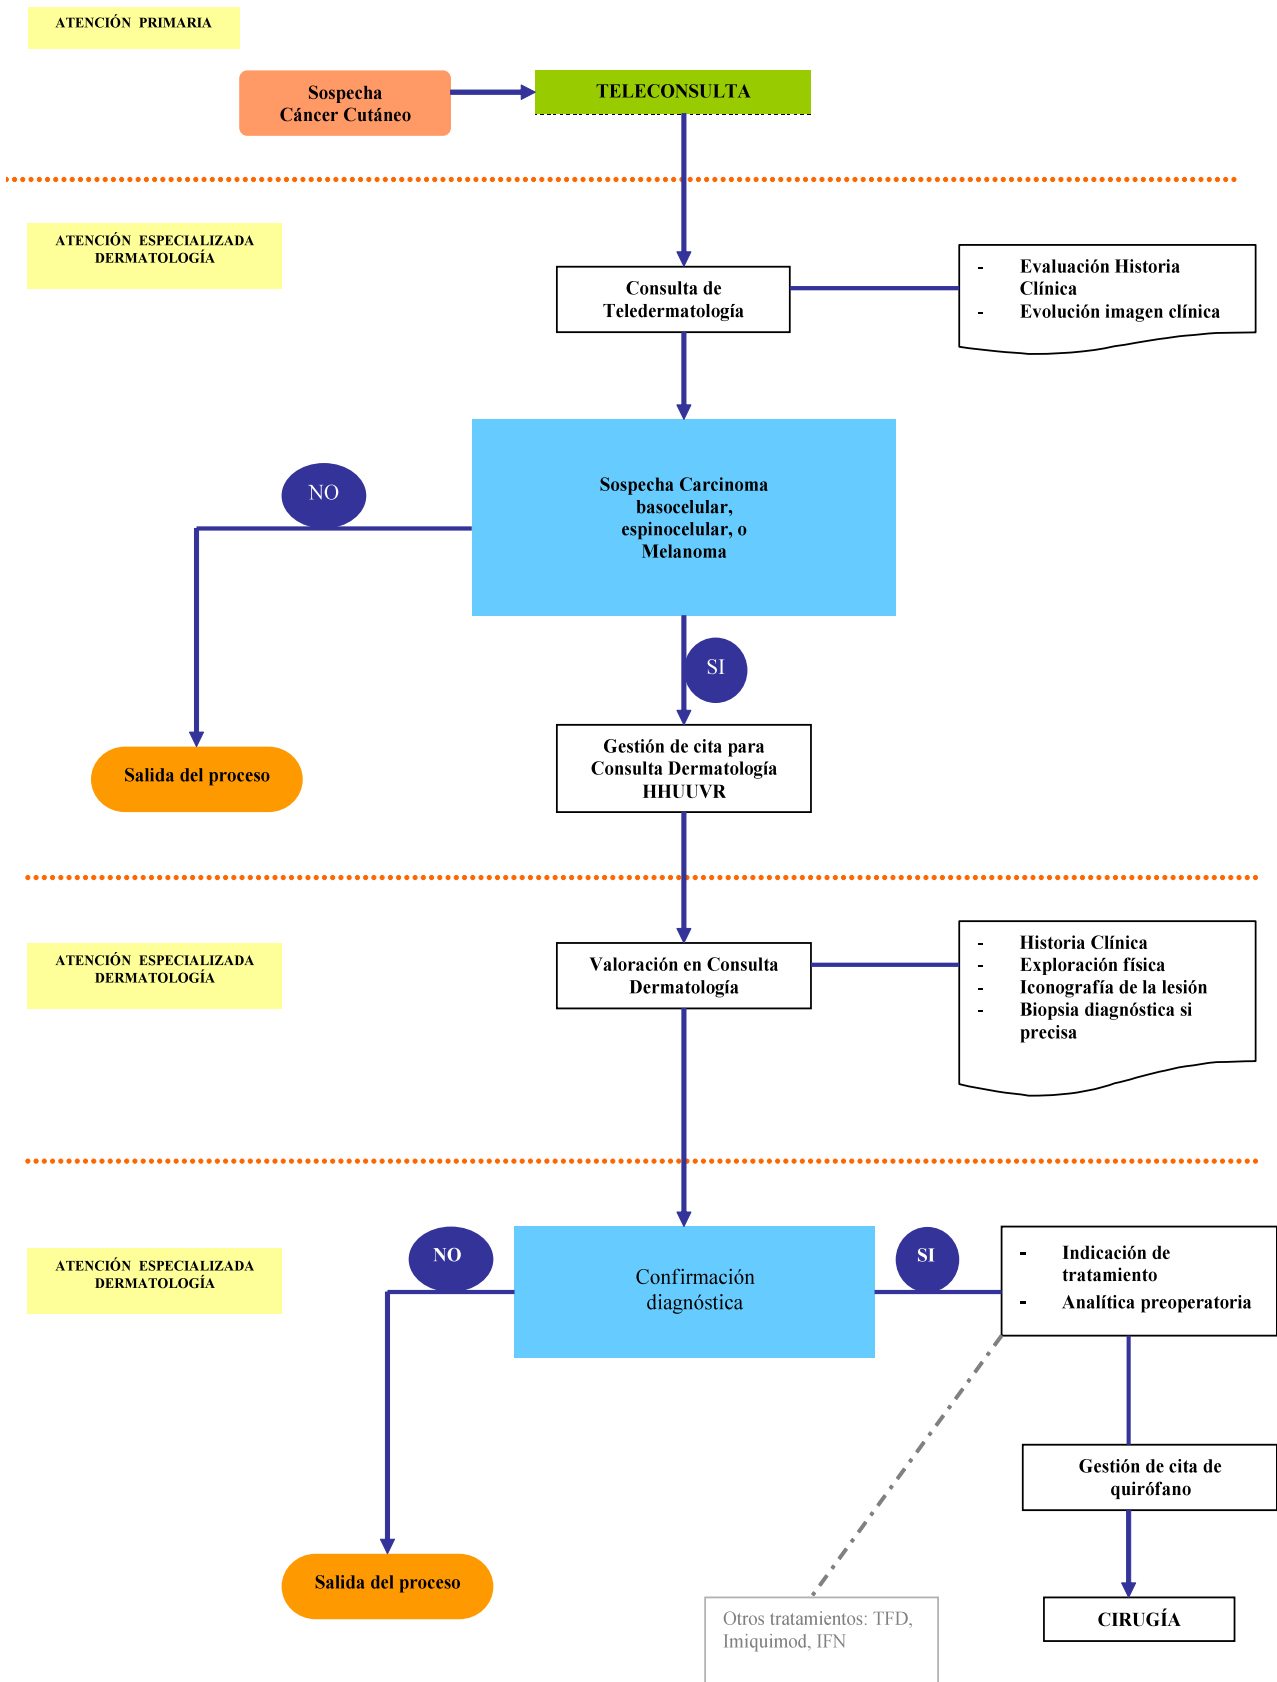 ATENCIÓN PRIMARIA
Sospecha
Cáncer Cutáneo
TELECONSULTA
ATENCIÓN ESPECIALIZADA
DERMATOLOGÍA
Consulta de
Teledermatología
- Evaluación Historia
Clínica
- Evolución imagen clínica
NO
Sospecha Carcinoma
basocelular,
espinocelular, o
Melanoma
SI
Salida del proceso
Gestión de cita para
Consulta Dermatología
HHUUVR
ATENCIÓN ESPECIALIZADA
DERMATOLOGÍA
Valoración en Consulta
Dermatología
- Historia Clínica
- Exploración física
- Iconografía de la lesión
- Biopsia diagnóstica si
precisa
ATENCIÓN ESPECIALIZADA
DERMATOLOGÍA
NO
Confirmación
diagnóstica
SI
- Indicación de
tratamiento
- Analítica preoperatoria
Gestión de cita de
quirófano
Salida del proceso
Otros tratamientos: TFD,
Imiquimod, IFN
CIRUGÍA